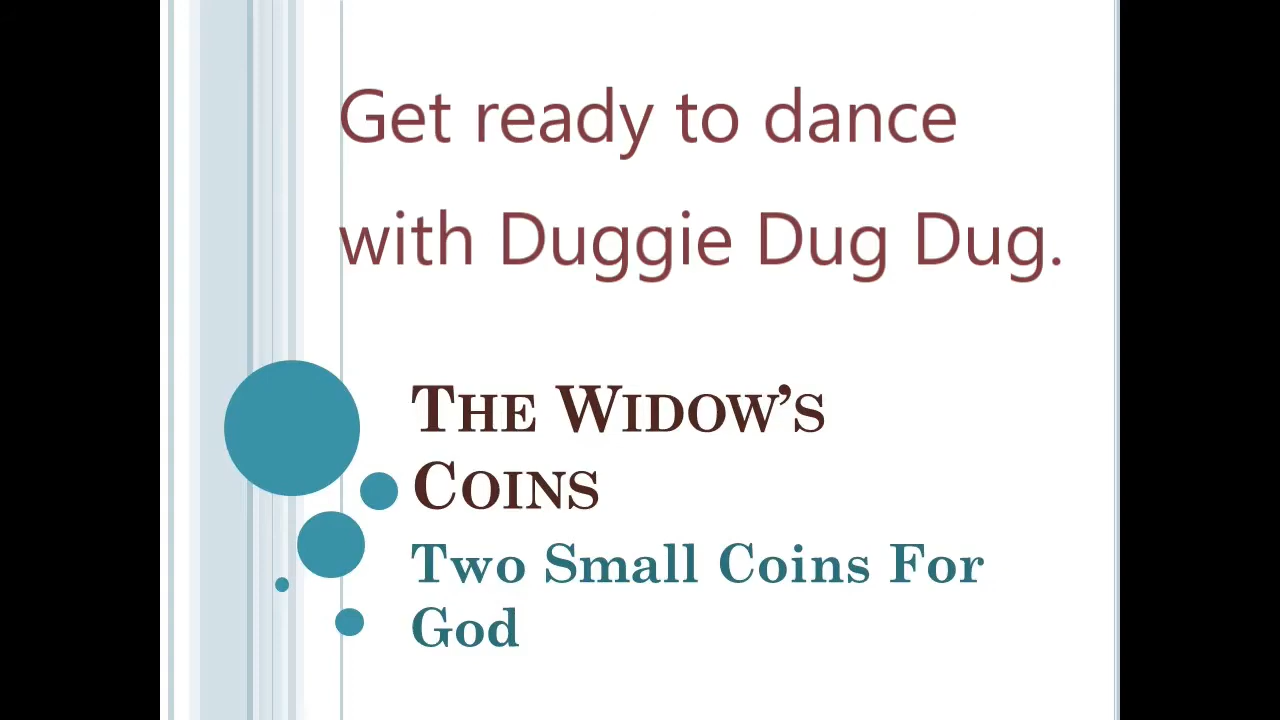 Get ready to dance
with Duggie Dug Dug.
The Widow’s
Coins
Two Small Coins For
God